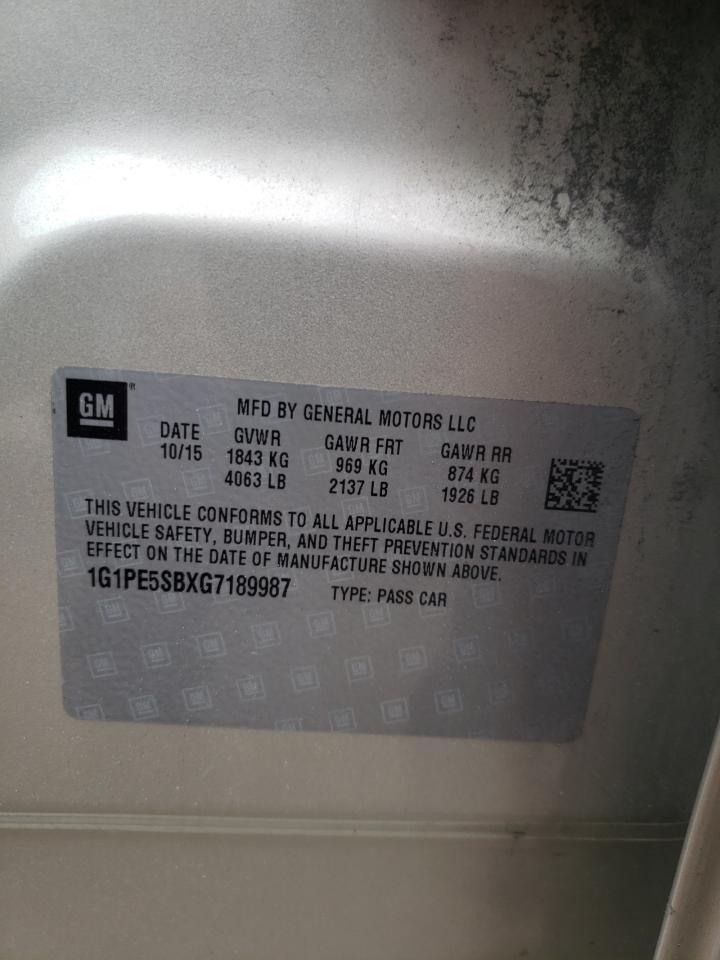 GM®
MFD BY GENERAL MOTORS LLC
DATE GVWR GAWR FRT GAWR RR
10/15 1843 KG 969 KG 874 KG
4063 LB 2137 LB 1926 LB
THIS VEHICLE CONFORMS TO ALL APPLICABLE U.S. FEDERAL MOTOR
VEHICLE SAFETY, BUMPER, AND THEFT PREVENTION STANDARDS IN
EFFECT ON THE DATE OF MANUFACTURE SHOWN ABOVE.
1G1PE5SBXG7189987 TYPE: PASS CAR